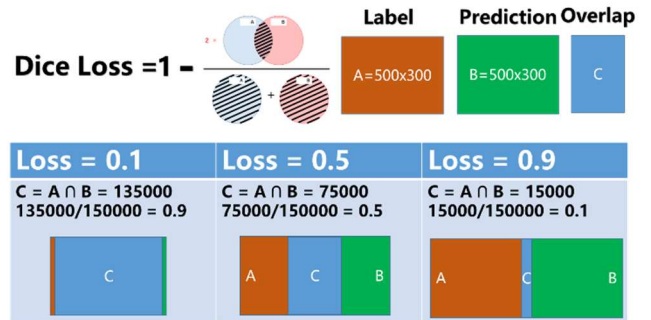 Label Prediction Overlap
A B
2 ×
Dice Loss =1 -
+
A=500x300
B=500x300
C
Loss = 0.1
Loss = 0.5
Loss = 0.9
C = A ∩ B = 135000
135000/150000 = 0.9
C = A ∩ B = 75000
75000/150000 = 0.5
C = A ∩ B = 15000
15000/150000 = 0.1
C
A C B
A C B